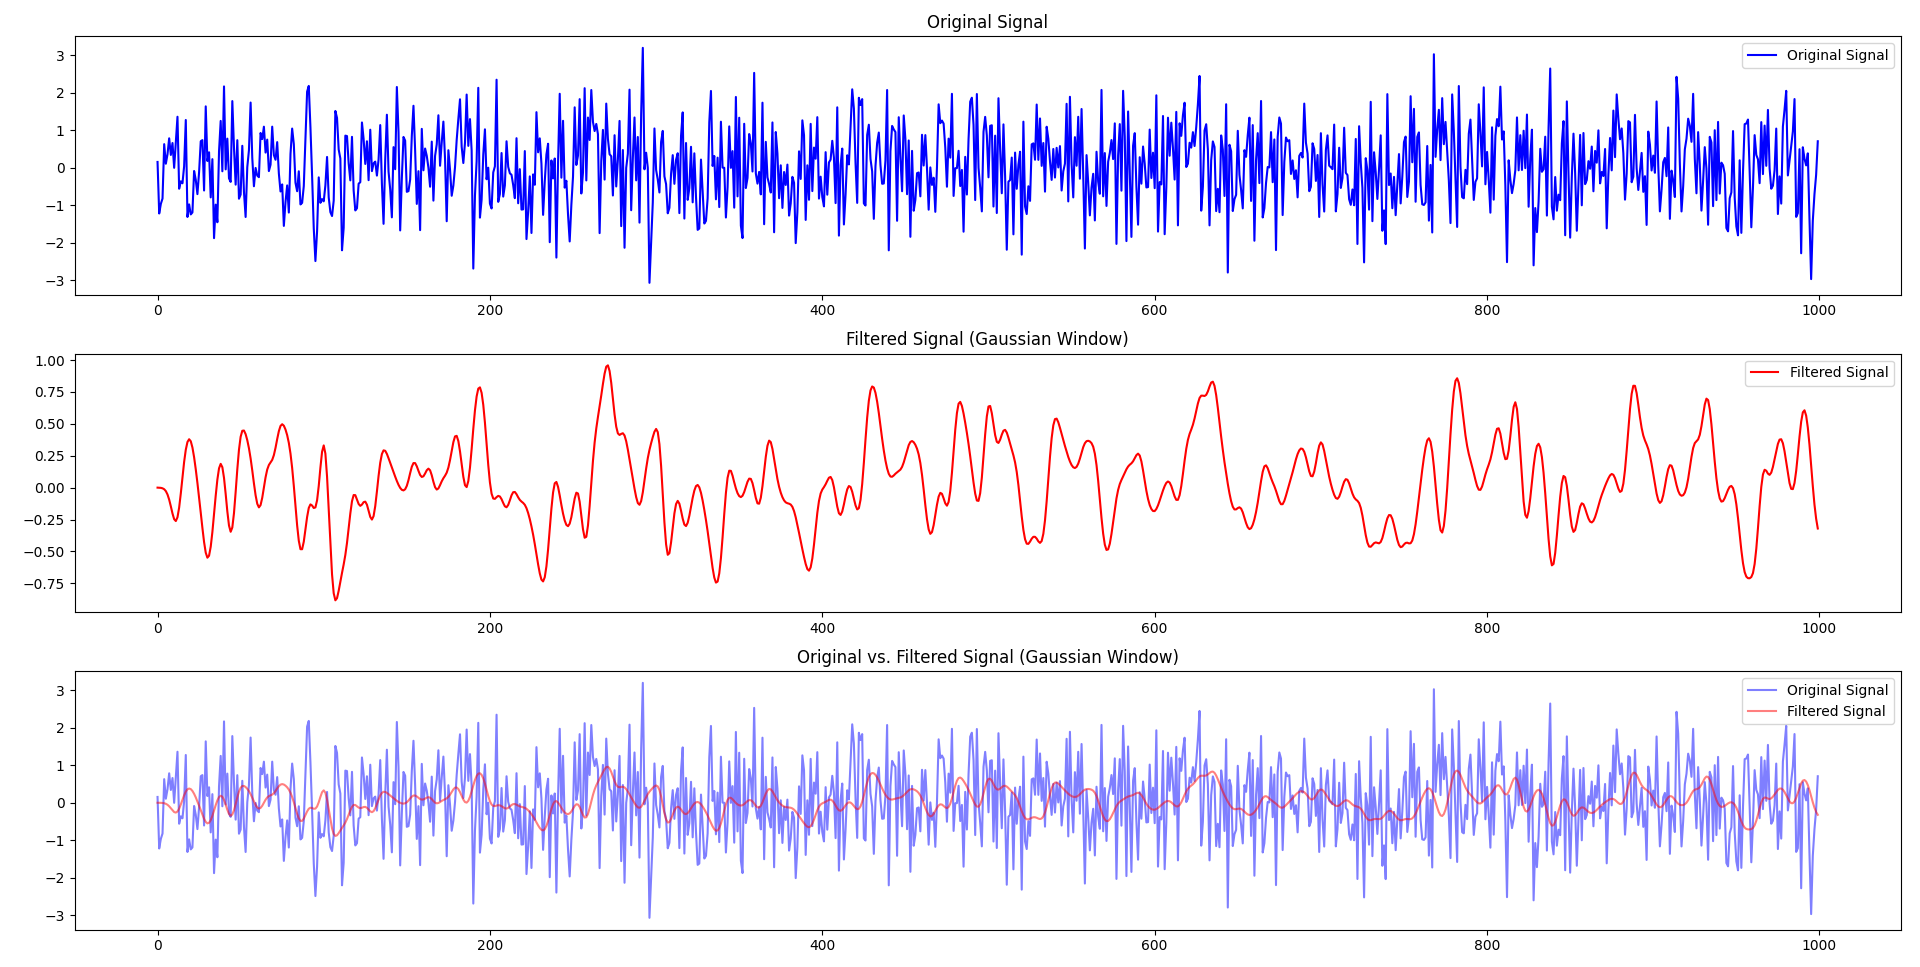 Original Signal
3
2
1
0
−1
−2
−3
Original Signal
0 200 400 600 800 1000
Filtered Signal (Gaussian Window)
1.00
0.75
0.50
0.25
0.00
−0.25
−0.50
−0.75
Filtered Signal
0 200 400 600 800 1000
Original vs. Filtered Signal (Gaussian Window)
3
2
1
0
−1
−2
−3
Original Signal
Filtered Signal
0 200 400 600 800 1000